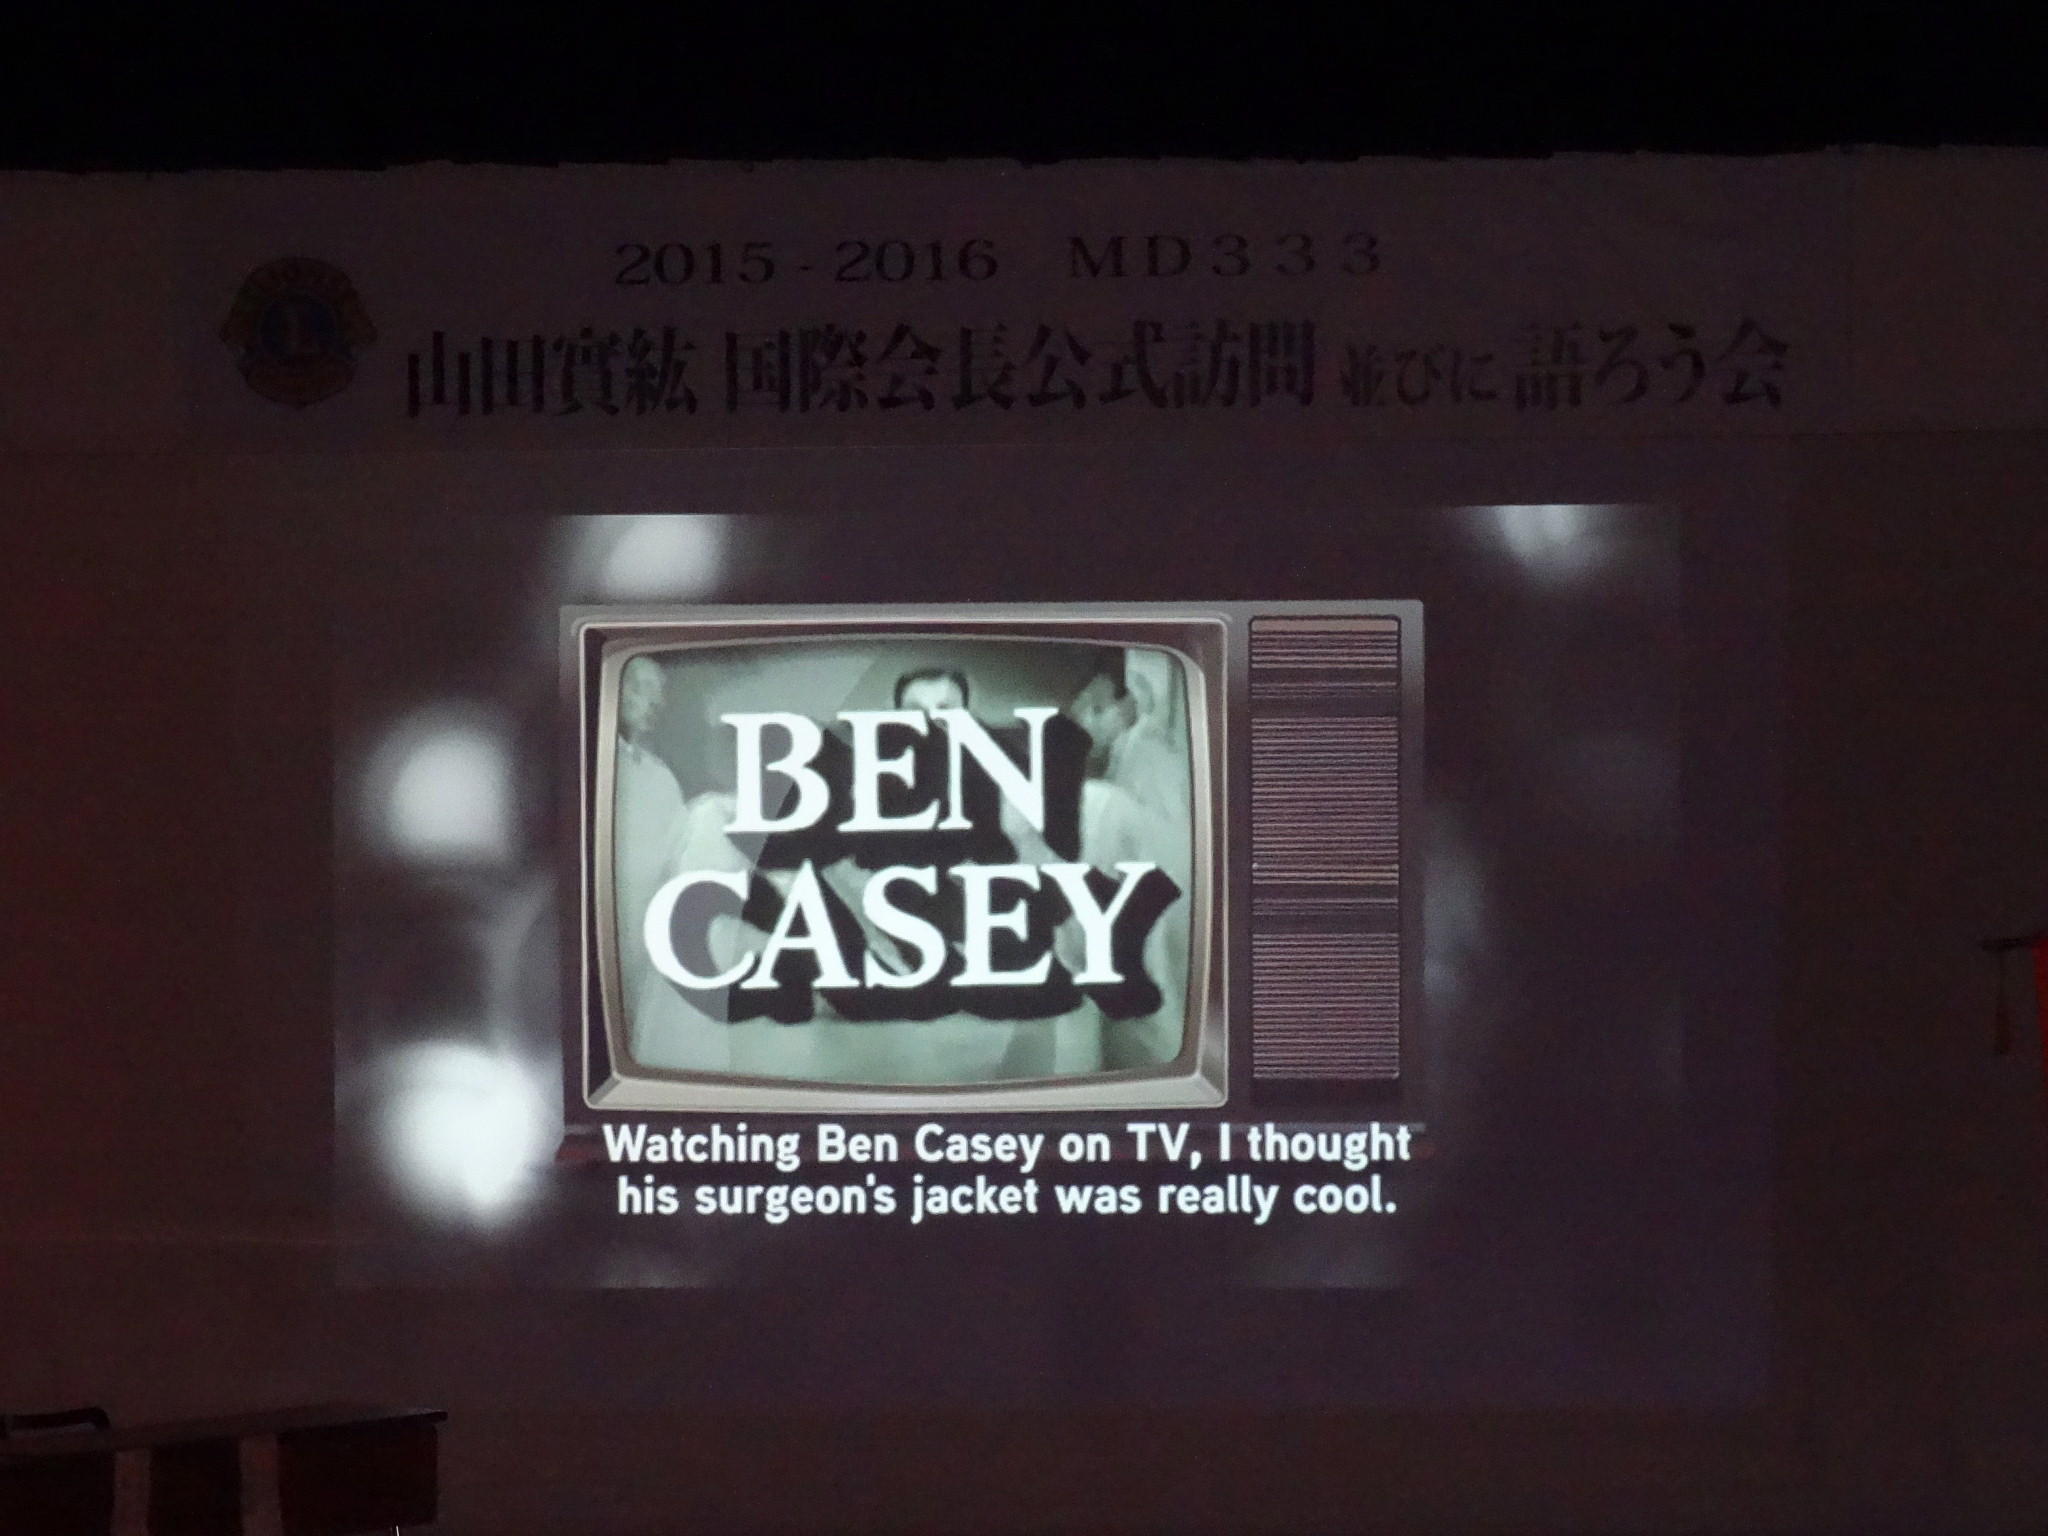 2015 - 2016 MD333
山田實紘 国際会長公式訪問 並びに 語ろう会
BEN
CASEY
Watching Ben Casey on TV, I thought
his surgeon's jacket was really cool.